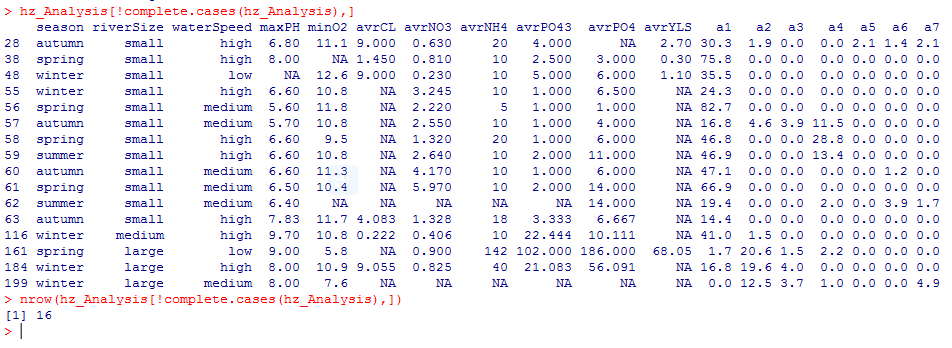 > hz_Analysis[!complete.cases(hz_Analysis),]
season riverSize waterSpeed maxPH minO2 avrCL avrNO3 avrNH4 avrPO43 avrPO4 avrYLS a1 a2 a3 a4 a5 a6 a7
28 autumn small high 6.80 11.1 9.000 0.630 20 4.000 NA 2.70 30.3 1.9 0.0 0.0 2.1 1.4 2.1
38 spring small high 8.00 NA 1.450 0.810 10 2.500 3.000 0.30 75.8 0.0 0.0 0.0 0.0 0.0 0.0
48 winter small low NA 12.6 9.000 0.230 10 5.000 6.000 1.10 35.5 0.0 0.0 0.0 0.0 0.0 0.0
55 winter small high 6.60 10.8 NA 3.245 10 1.000 6.500 NA 24.3 0.0 0.0 0.0 0.0 0.0 0.0
56 spring small medium 5.60 11.8 NA 2.220 5 1.000 1.000 NA 82.7 0.0 0.0 0.0 0.0 0.0 0.0
57 autumn small medium 5.70 10.8 NA 2.550 10 1.000 4.000 NA 16.8 4.6 3.9 11.5 0.0 0.0 0.0
58 spring small high 6.60 9.5 NA 1.320 20 1.000 6.000 NA 46.8 0.0 0.0 28.8 0.0 0.0 0.0
59 summer small high 6.60 10.8 NA 2.640 10 2.000 11.000 NA 46.9 0.0 0.0 13.4 0.0 0.0 0.0
60 autumn small medium 6.60 11.3 NA 4.170 10 1.000 6.000 NA 47.1 0.0 0.0 0.0 0.0 1.2 0.0
61 spring small medium 6.50 10.4 NA 5.970 10 2.000 14.000 NA 66.9 0.0 0.0 0.0 0.0 0.0 0.0
62 summer small medium 6.40 NA NA NA NA NA 14.000 NA 19.4 0.0 0.0 2.0 0.0 3.9 1.7
63 autumn small high 7.83 11.7 4.083 1.328 18 3.333 6.667 NA 14.4 0.0 0.0 0.0 0.0 0.0 0.0
116 winter medium high 9.70 10.8 0.222 0.406 10 22.444 10.111 NA 41.0 1.5 0.0 0.0 0.0 0.0 0.0
161 spring large low 9.00 5.8 NA 0.900 142 102.000 186.000 68.05 1.7 20.6 1.5 2.2 0.0 0.0 0.0
184 winter large high 8.00 10.9 9.055 0.825 40 21.083 56.091 NA 16.8 19.6 4.0 0.0 0.0 0.0 0.0
199 winter large medium 8.00 7.6 NA NA NA NA NA NA 0.0 12.5 3.7 1.0 0.0 0.0 4.9
> nrow(hz_Analysis[!complete.cases(hz_Analysis),])
[1] 16
>